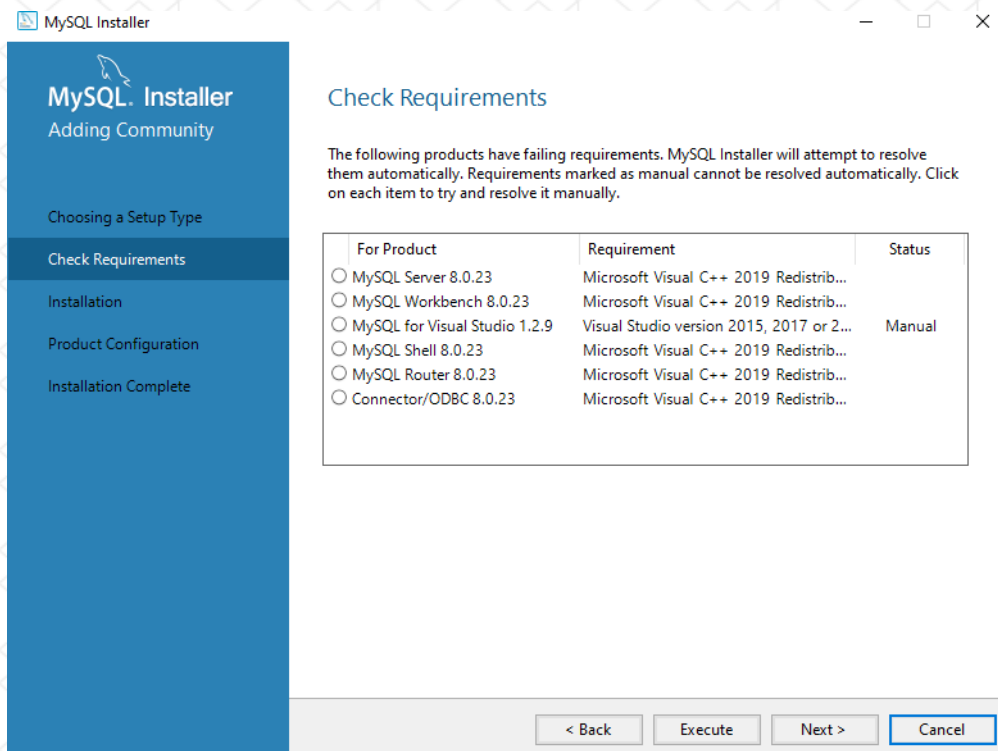 MySQL Installer
MySQL. Installer
Adding Community
Choosing a Setup Type
Check Requirements
Installation
Product Configuration
Installation Complete
Check Requirements
The following products have failing requirements. MySQL Installer will attempt to resolve
them automatically. Requirements marked as manual cannot be resolved automatically. Click
on each item to try and resolve it manually.
For Product Requirement Status
MySQL Server 8.0.23 Microsoft Visual C++ 2019 Redistrib...
MySQL Workbench 8.0.23 Microsoft Visual C++ 2019 Redistrib...
MySQL for Visual Studio 1.2.9 Visual Studio version 2015, 2017 or 2... Manual
MySQL Shell 8.0.23 Microsoft Visual C++ 2019 Redistrib...
MySQL Router 8.0.23 Microsoft Visual C++ 2019 Redistrib...
Connector/ODBC 8.0.23 Microsoft Visual C++ 2019 Redistrib...
< Back Execute Next > Cancel